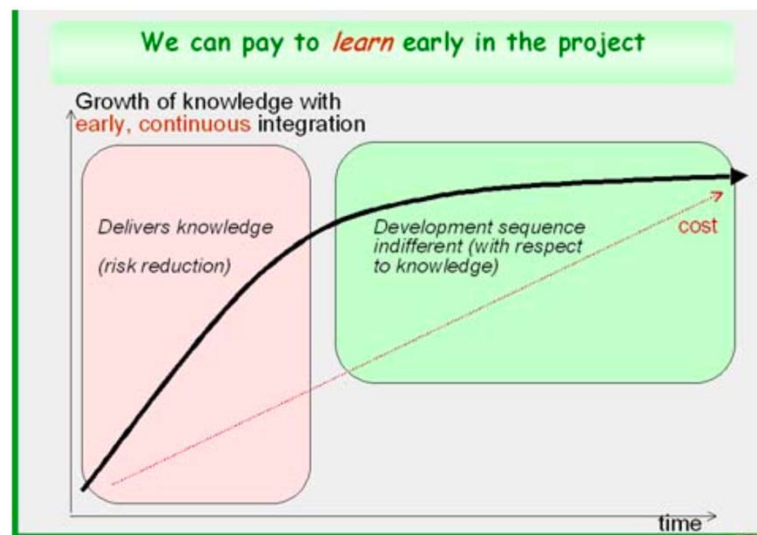 We can pay to learn early in the project
Growth of knowledge with
early, continuous integration
Delivers knowledge
(risk reduction)
Development sequence
indifferent (with respect
to knowledge)
cost
time